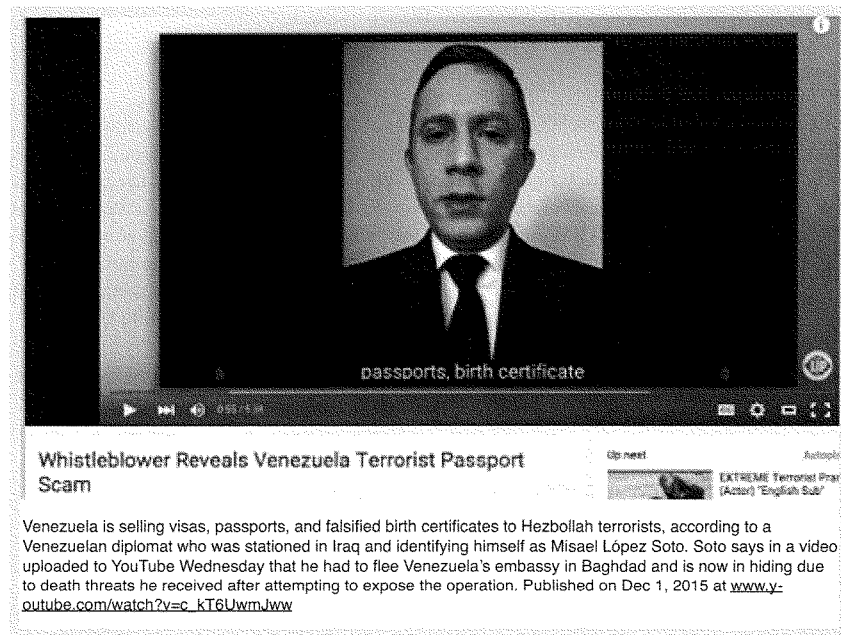 passports, birth certificate
Whistleblower Reveals Venezuela Terrorist Passport
Scam
Up next
EXTREME Terrorist Pran
(Actor) "English Sub"
Venezuela is selling visas, passports, and falsified birth certificates to Hezbollah terrorists, according to a
Venezuelan diplomat who was stationed in Iraq and identifying himself as Misael López Soto. Soto says in a video
uploaded to YouTube Wednesday that he had to flee Venezuela's embassy in Baghdad and is now in hiding due
to death threats he received after attempting to expose the operation. Published on Dec 1, 2015 at www.y-
outube.com/watch?v=c_kT6UwmJww